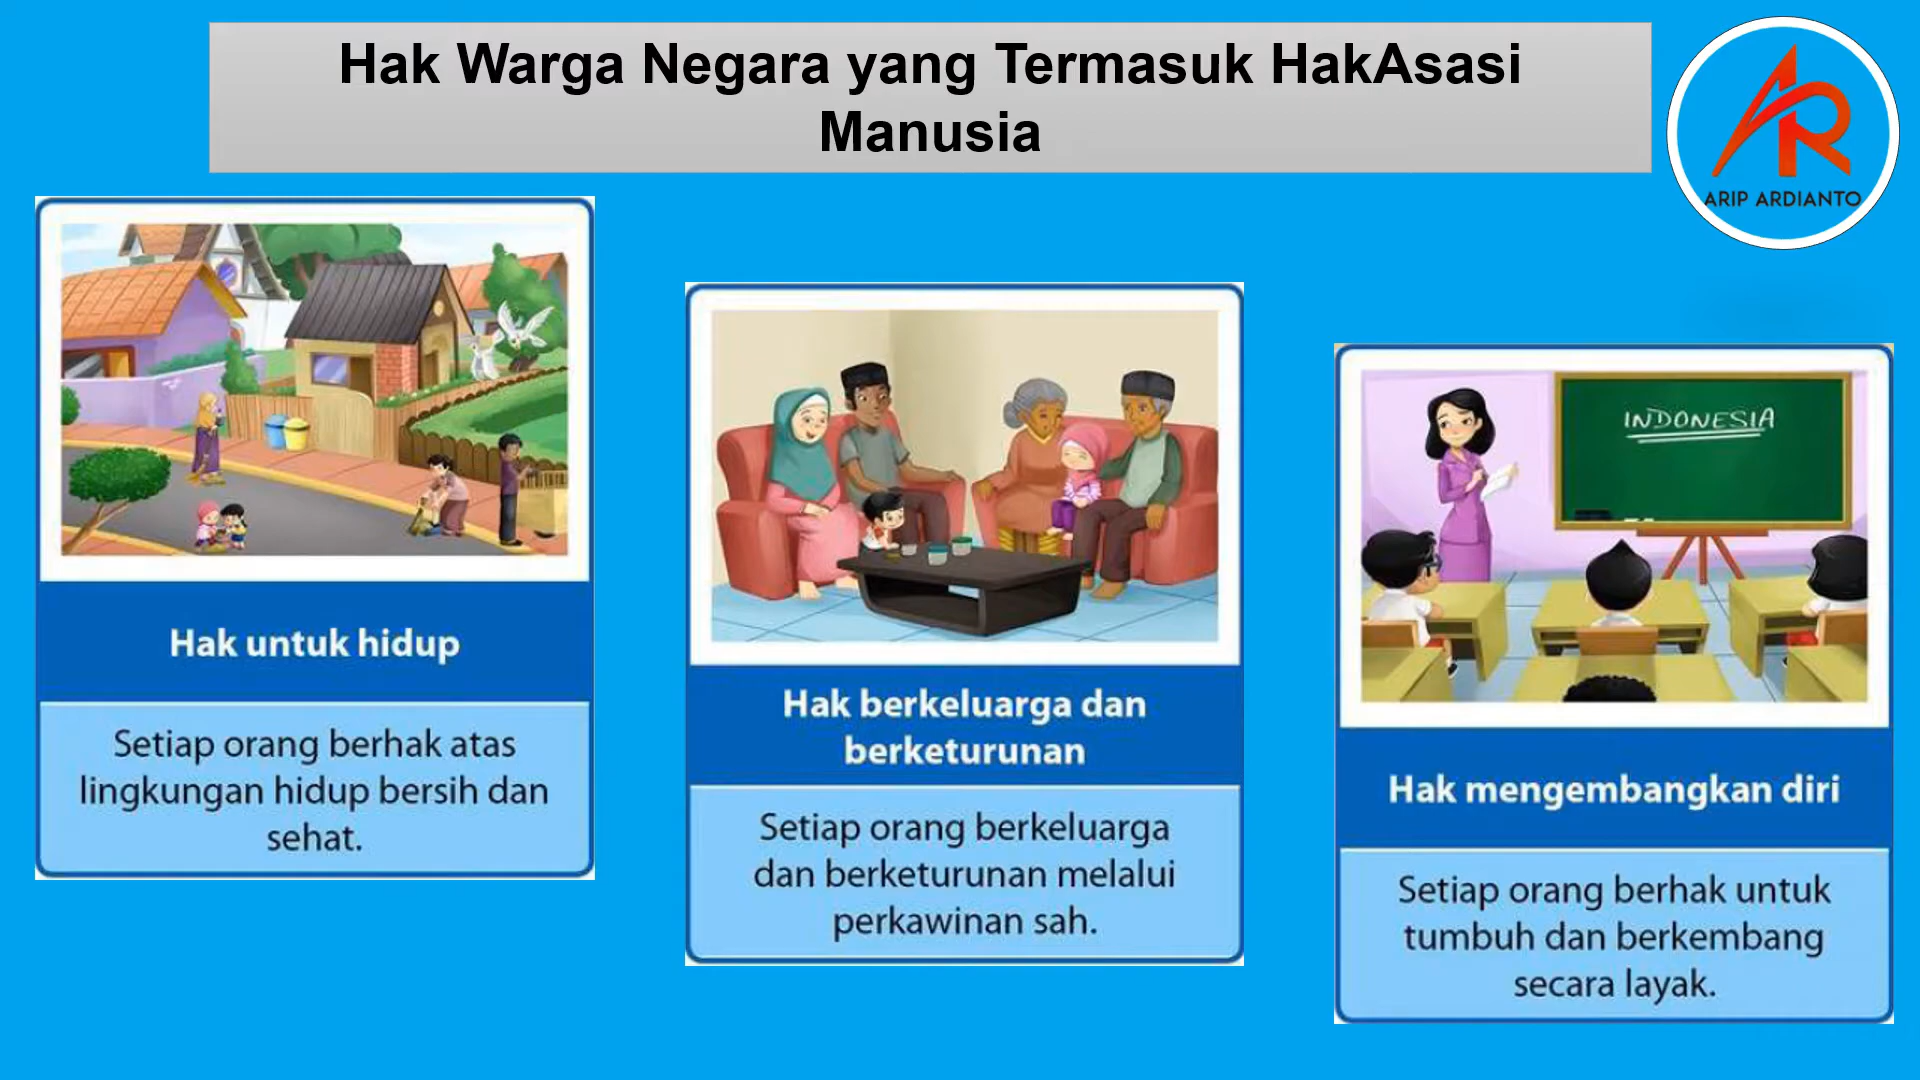 Hak Warga Negara yang Termasuk HakAsasi
Manusia
ARIP ARDIANTO
Hak untuk hidup
Setiap orang berhak atas
lingkungan hidup bersih dan
sehat.
Hak berkeluarga dan
berketurunan
Setiap orang berkeluarga
dan berketurunan melalui
perkawinan sah.
INDONESIA
Hak mengembangkan diri
Setiap orang berhak untuk
tumbuh dan berkembang
secara layak.